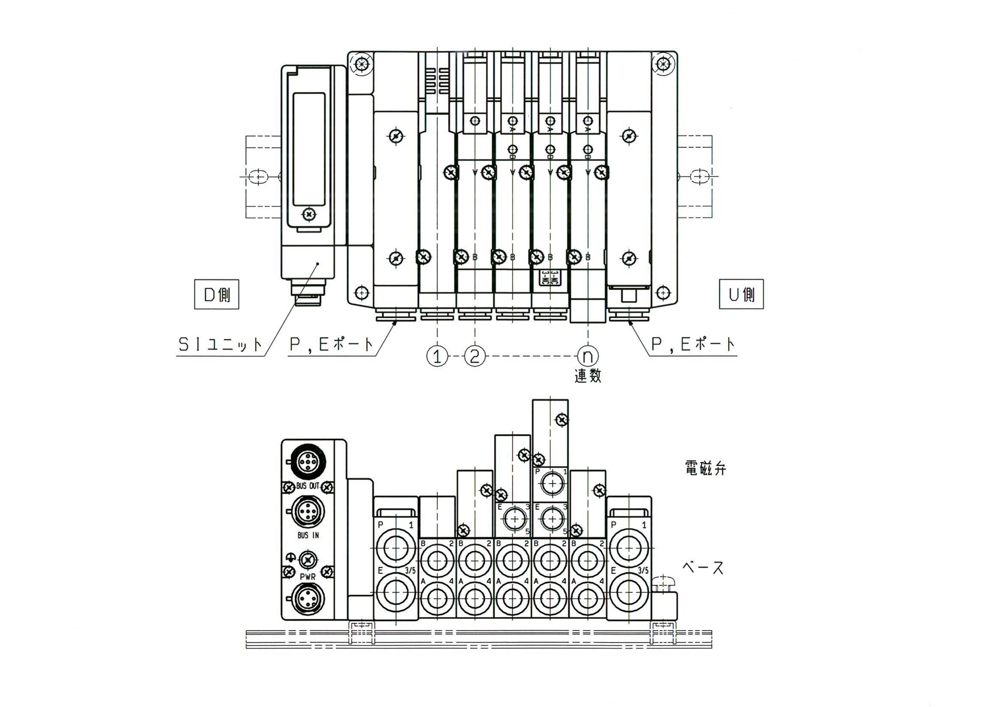 A A A
B B B
A A A A
B B B B
3-NC 3-NC
D側
U側
SIユニット
P,Eポート
P,Eポート
1 2 n
連数
電磁弁
P 1
E 3 E 3
5 5
BUS OUT
BUS IN
P 1
P 1
B 2 B 2 B 2 B 2 B 2
ベース
E 3/5
E 3/5
PWR
A 4 A 4 A 4 A 4 A 4